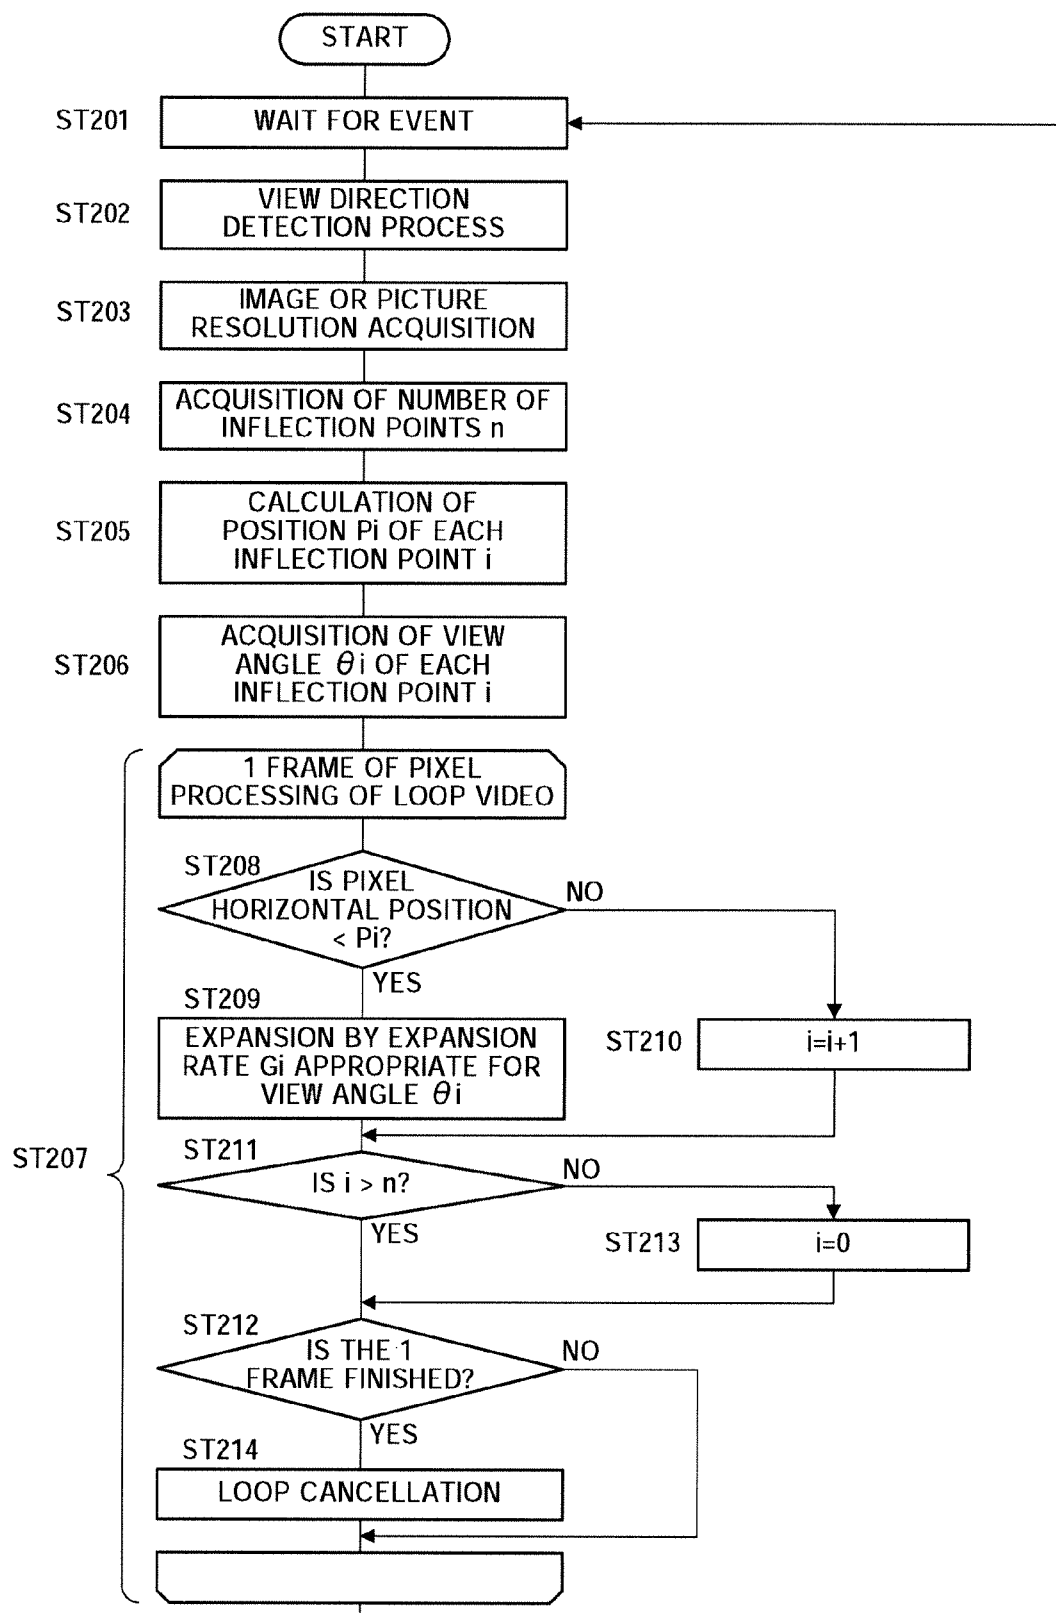 START
ST201
WAIT FOR EVENT
ST202
VIEW DIRECTION
DETECTION PROCESS
ST203
IMAGE OR PICTURE
RESOLUTION ACQUISITION
ST204
ACQUISITION OF NUMBER OF
INFLECTION POINTS n
ST205
CALCULATION OF
POSITION Pi OF EACH
INFLECTION POINT i
ST206
ACQUISITION OF VIEW
ANGLE θi OF EACH
INFLECTION POINT i
ST207
1 FRAME OF PIXEL
PROCESSING OF LOOP VIDEO
ST208
IS PIXEL
HORIZONTAL POSITION
< Pi?
NO
YES
ST209
EXPANSION BY EXPANSION
RATE Gi APPROPRIATE FOR
VIEW ANGLE θi
ST210
i=i+1
ST211
IS i > n?
NO
YES
ST213
i=0
ST212
IS THE 1
FRAME FINISHED?
NO
YES
ST214
LOOP CANCELLATION